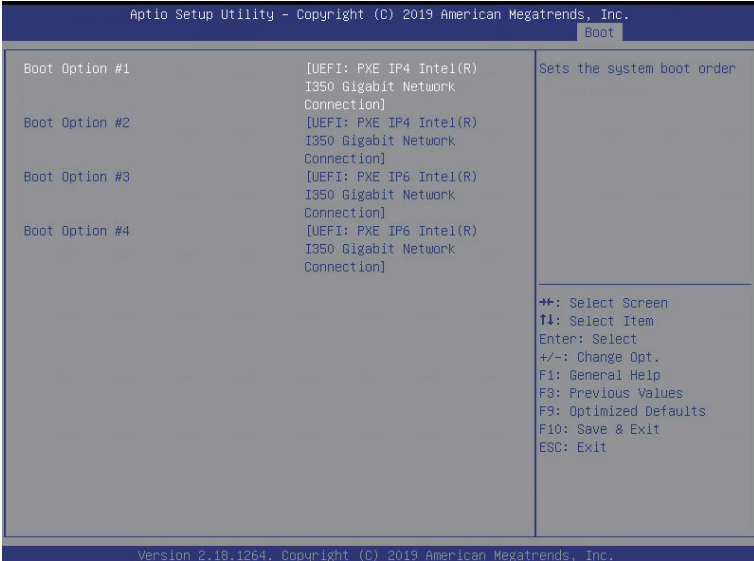 Aptio Setup Utility – Copyright (C) 2019 American Megatrends, Inc.
Boot
Boot Option #1 [UEFI: PXE IP4 Intel(R)
I350 Gigabit Network
Connection]
Boot Option #2 [UEFI: PXE IP4 Intel(R)
I350 Gigabit Network
Connection]
Boot Option #3 [UEFI: PXE IP6 Intel(R)
I350 Gigabit Network
Connection]
Boot Option #4 [UEFI: PXE IP6 Intel(R)
I350 Gigabit Network
Connection]
Sets the system boot order
→←: Select Screen
↑↓: Select Item
Enter: Select
+/-: Change Opt.
F1: General Help
F3: Previous Values
F9: Optimized Defaults
F10: Save & Exit
ESC: Exit
Version 2.18.1264. Copyright (C) 2019 American Megatrends, Inc.